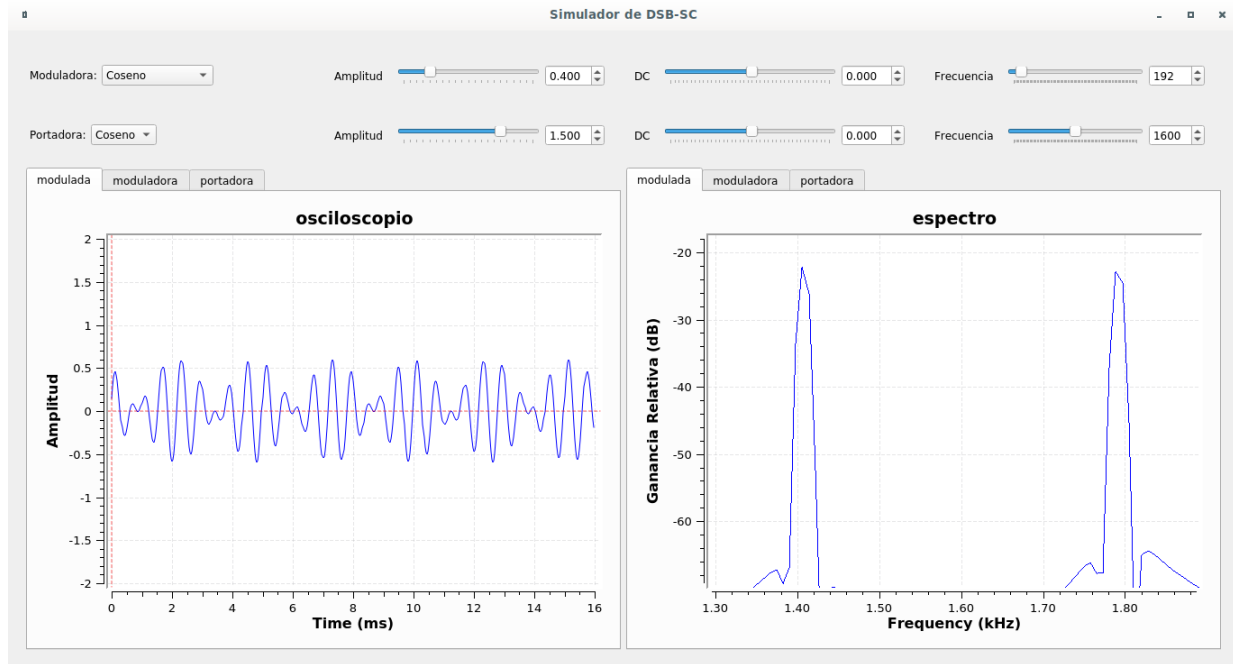 Simulador de DSB-SC
Moduladora: Coseno Amplitud 0.400 DC 0.000 Frecuencia 192
Portadora: Coseno Amplitud 1.500 DC 0.000 Frecuencia 1600
modulada moduladora portadora
osciloscopio
Amplitud
2
1.5
1
0.5
0
-0.5
-1
-1.5
-2
0 2 4 6 8 10 12 14 16
Time (ms)
modulada moduladora portadora
espectro
Ganancia Relativa (dB)
-20
-30
-40
-50
-60
1.30 1.40 1.50 1.60 1.70 1.80
Frequency (kHz)